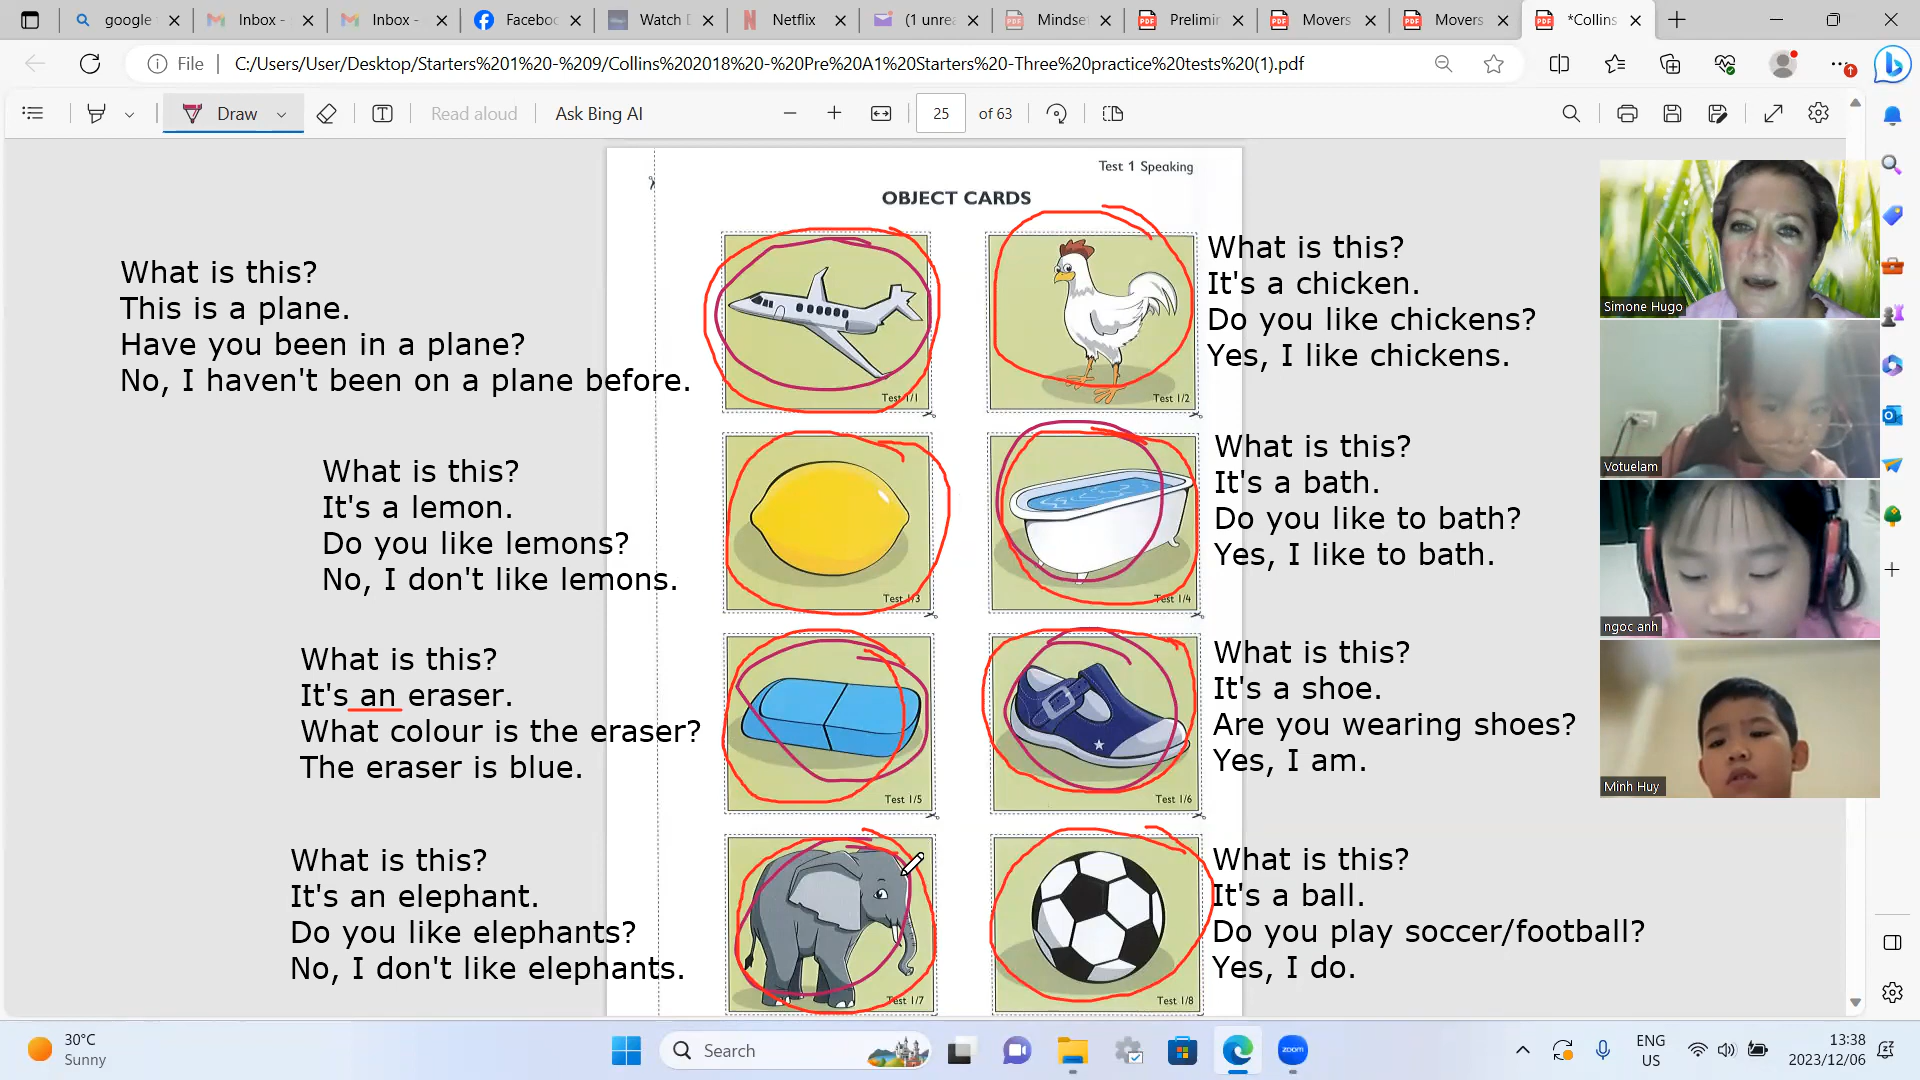 google
Inbox -
Inbox -
Faceboo
Watch D
Netflix
(1 unrea
Mindse
Prelimir
Movers
Movers
*Collins
File
C:/Users/User/Desktop/Starters%201%20-%209/Collins%202018%20-%20Pre%20A1%20Starters%20-Three%20practice%20tests%20(1).pdf
Draw
Read aloud
Ask Bing AI
25
of 63
Test 1 Speaking
OBJECT CARDS
What is this?
This is a plane.
Have you been in a plane?
No, I haven't been on a plane before.
Test 1/1
Test 1/2
What is this?
It's a chicken.
Do you like chickens?
Yes, I like chickens.
What is this?
It's a lemon.
Do you like lemons?
No, I don't like lemons.
Test 1/3
Test 1/4
What is this?
It's a bath.
Do you like to bath?
Yes, I like to bath.
What is this?
It's an eraser.
What colour is the eraser?
The eraser is blue.
Test 1/5
Test 1/6
What is this?
It's a shoe.
Are you wearing shoes?
Yes, I am.
What is this?
It's an elephant.
Do you like elephants?
No, I don't like elephants.
Test 1/7
Test 1/8
What is this?
It's a ball.
Do you play soccer/football?
Yes, I do.
Simone Hugo
Votuelam
ngoc anh
Minh Huy
30°C
Sunny
Search
zoom
ENG
US
13:38
2023/12/06